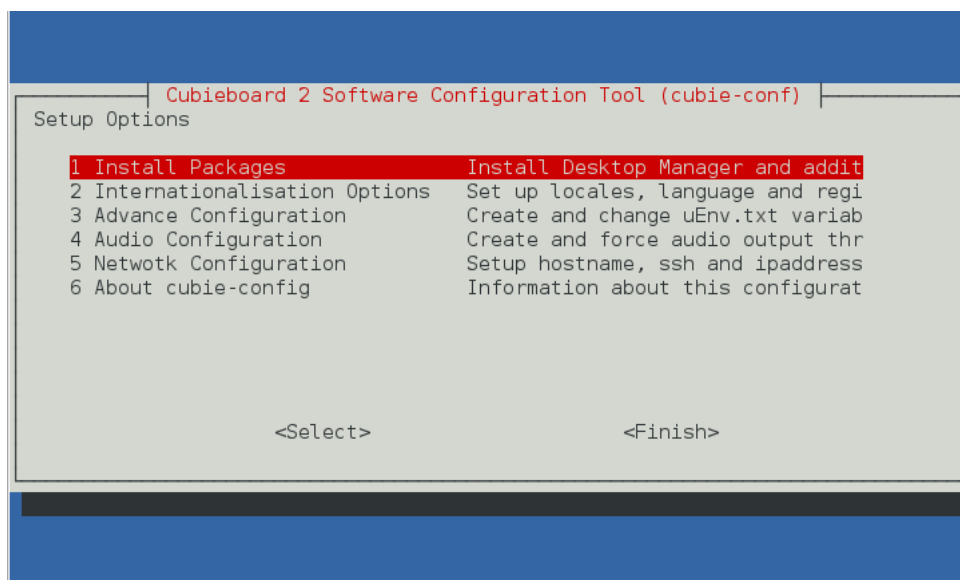 Cubieboard 2 Software Configuration Tool (cubie-conf)
Setup Options
1 Install Packages Install Desktop Manager and addit
2 Internationalisation Options Set up locales, language and regi
3 Advance Configuration Create and change uEnv.txt variab
4 Audio Configuration Create and force audio output thr
5 Netwotk Configuration Setup hostname, ssh and ipaddress
6 About cubie-config Information about this configurat
<Select> <Finish>